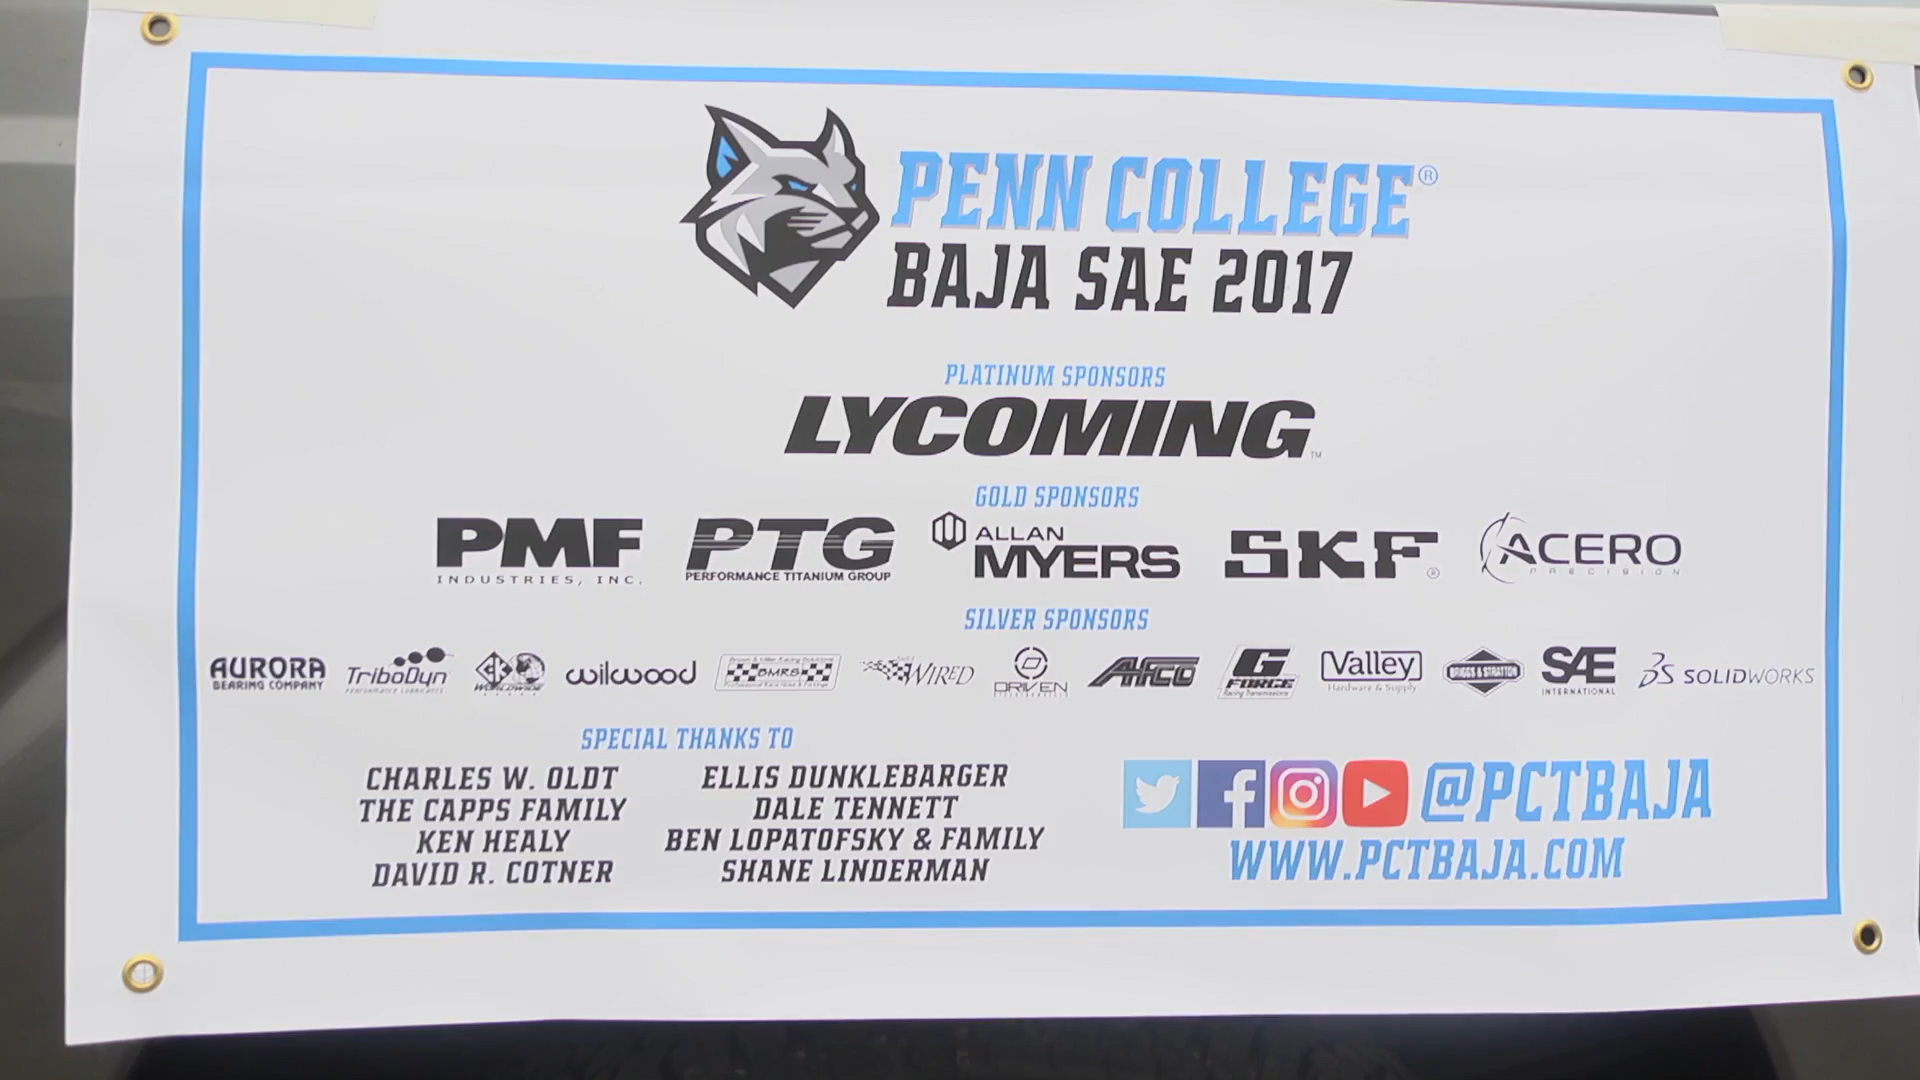 PENN COLLEGE®
BAJA SAE 2017
PLATINUM SPONSORS
LYCOMING™
GOLD SPONSORS
PMF
INDUSTRIES, INC.
PTG
PERFORMANCE TITANIUM GROUP
ALLAN
MYERS
SKF®
ACERO
PRECISION
SILVER SPONSORS
AURORA
BEARING COMPANY
TriboDyn
Performance Lubricants
WORLDWIDE
wilwood
BMRS
WIRED
DRIVEN
AFCO
G
FORCE
Racing Transmissions
Valley
Hardware & Supply
BRIGGS & STRATTON
SAE
INTERNATIONAL
3S SOLIDWORKS
SPECIAL THANKS TO
CHARLES W. OLDT
THE CAPPS FAMILY
KEN HEALY
DAVID R. COTNER
ELLIS DUNKLEBARGER
DALE TENNETT
BEN LOPATOFSKY & FAMILY
SHANE LINDERMAN
@PCTBAJA
WWW.PCTBAJA.COM